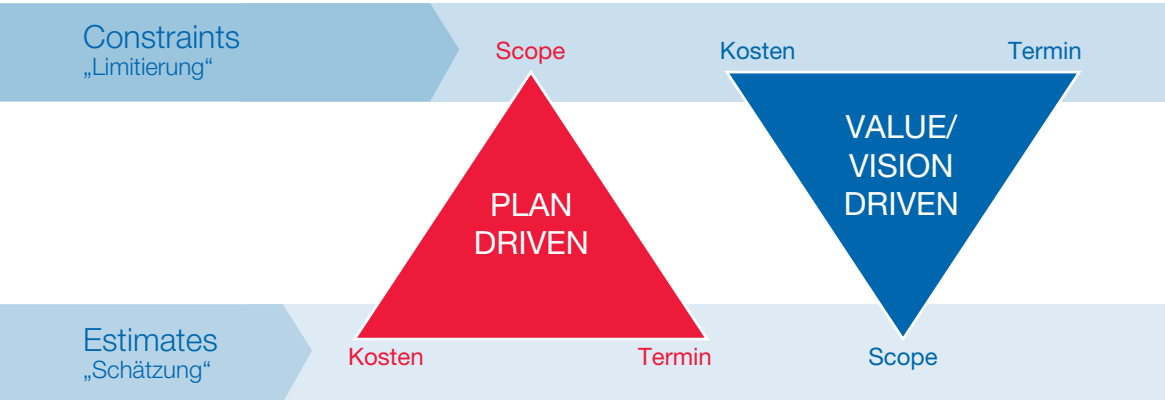 Constraints
„Limitierung“
Scope
Kosten
Termin
PLAN
DRIVEN
VALUE/
VISION
DRIVEN
Estimates
„Schätzung“
Kosten
Termin
Scope